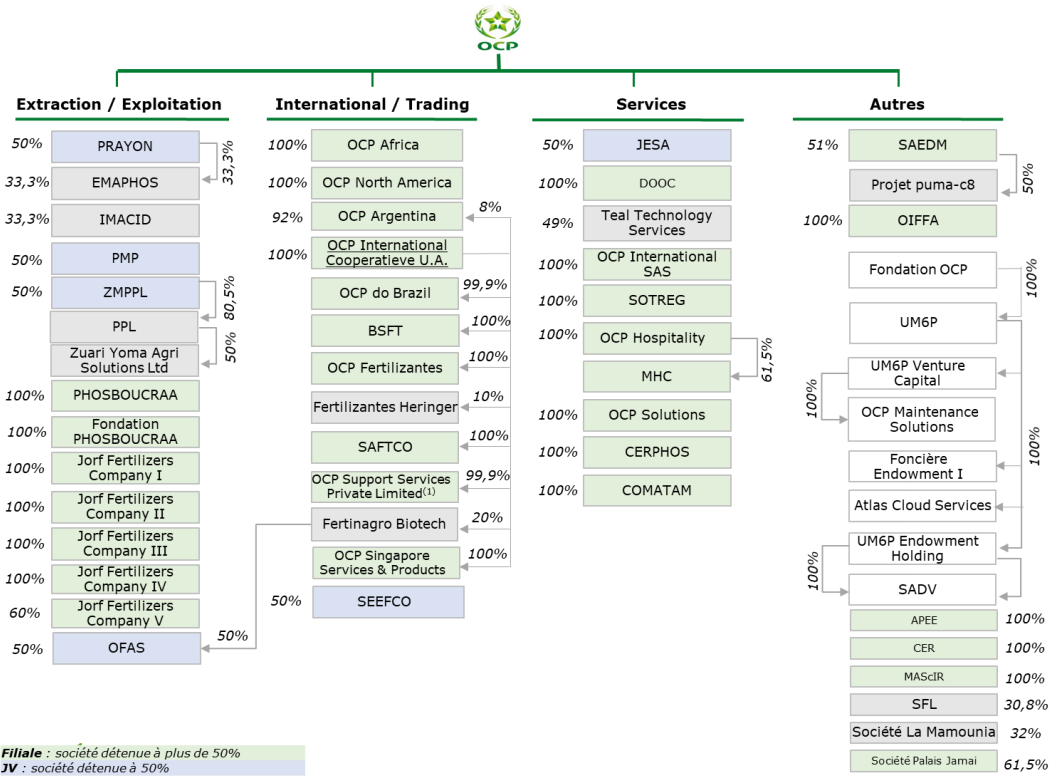 OCP
Extraction / Exploitation
50%
PRAYON
33,3%
33,3%
EMAPHOS
33,3%
IMACID
50%
PMP
50%
ZMPPL
80,5%
PPL
50%
Zuari Yoma Agri
Solutions Ltd
100%
PHOSBOUCRAA
100%
Fondation
PHOSBOUCRAA
100%
Jorf Fertilizers
Company I
100%
Jorf Fertilizers
Company II
100%
Jorf Fertilizers
Company III
100%
Jorf Fertilizers
Company IV
60%
Jorf Fertilizers
Company V
50%
OFAS
50%
International / Trading
100%
OCP Africa
100%
OCP North America
92%
OCP Argentina
8%
100%
OCP International
Cooperatieve U.A.
OCP do Brazil
99,9%
BSFT
100%
OCP Fertilizantes
100%
Fertilizantes Heringer
10%
SAFTCO
100%
OCP Support Services
Private Limited(1)
99,9%
Fertinagro Biotech
20%
OCP Singapore
Services & Products
100%
50%
SEEFCO
Services
50%
JESA
100%
DOOC
49%
Teal Technology
Services
100%
OCP International
SAS
100%
SOTREG
100%
OCP Hospitality
61,5%
MHC
100%
OCP Solutions
100%
CERPHOS
100%
COMATAM
Autres
51%
SAEDM
50%
Projet puma-c8
100%
OIFFA
Fondation OCP
100%
UM6P
UM6P Venture
Capital
100%
OCP Maintenance
Solutions
100%
Foncière
Endowment I
Atlas Cloud Services
UM6P Endowment
Holding
100%
SADV
APEE
100%
CER
100%
MAScIR
100%
SFL
30,8%
Société La Mamounia
32%
Société Palais Jamai
61,5%
Filiale : société détenue à plus de 50%
JV : société détenue à 50%